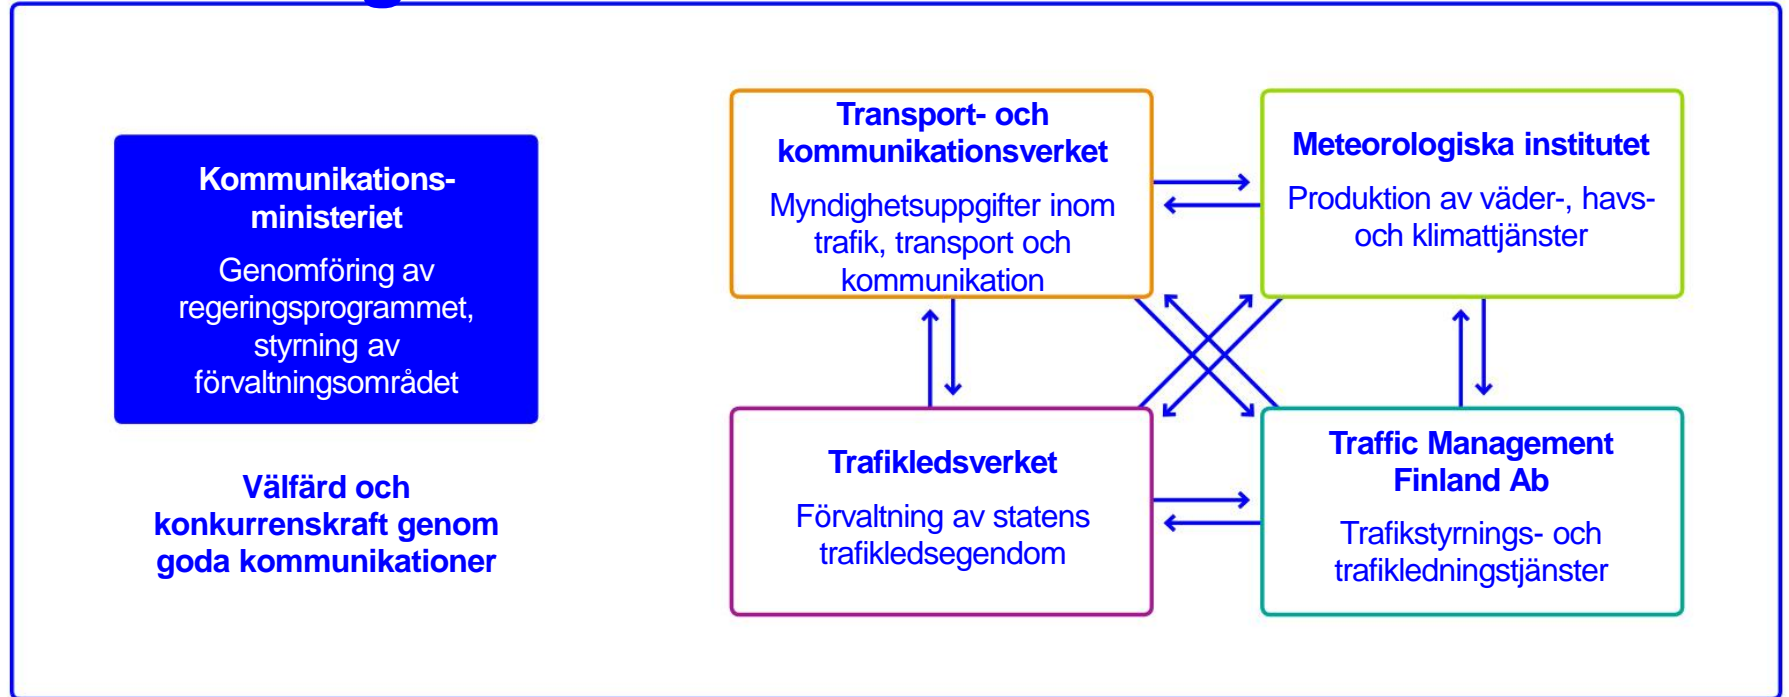 Kommunikations-
ministeriet
Genomföring av
regeringsprogrammet,
styrning av
förvaltningsområdet
Välfärd och
konkurrenskraft genom
goda kommunikationer
Transport- och
kommunikationsverket
Myndighetsuppgifter inom
trafik, transport och
kommunikation
Meteorologiska institutet
Produktion av väder-, havs-
och klimattjänster
Trafikledsverket
Förvaltning av statens
trafikledsegendom
Traffic Management
Finland Ab
Trafikstyrnings- och
trafikledningstjänster